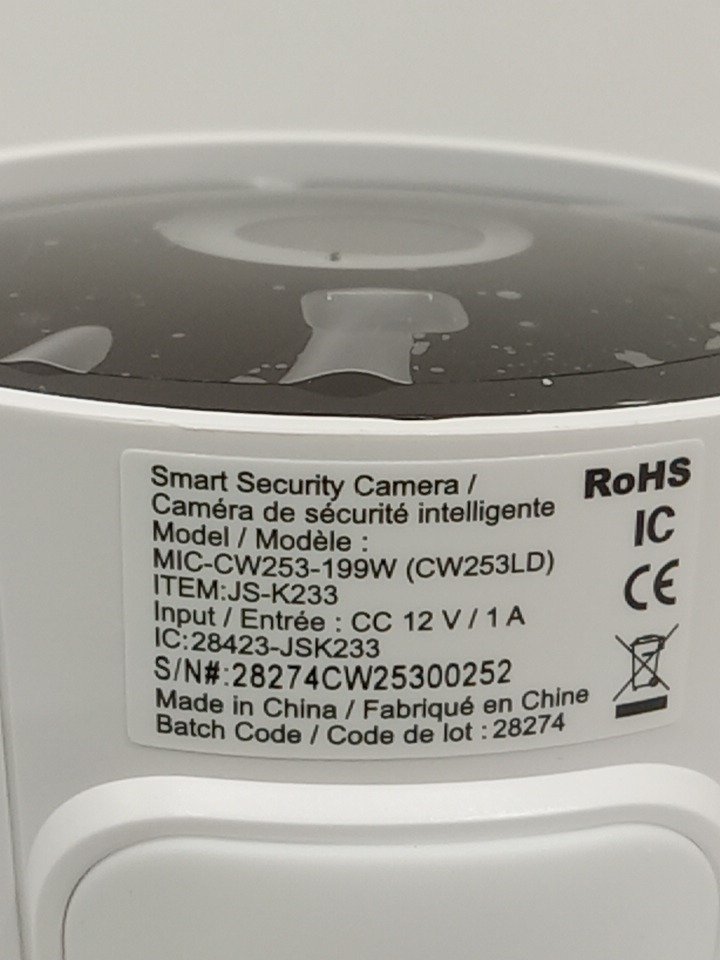 Smart Security Camera /
Caméra de sécurité intelligente
Model / Modèle :
MIC-CW253-199W (CW253LD)
ITEM:JS-K233
Input / Entrée : CC 12 V / 1 A
IC:28423-JSK233
S/N#:28274CW25300252
Made in China / Fabriqué en Chine
Batch Code / Code de lot : 28274
RoHS
IC
CE